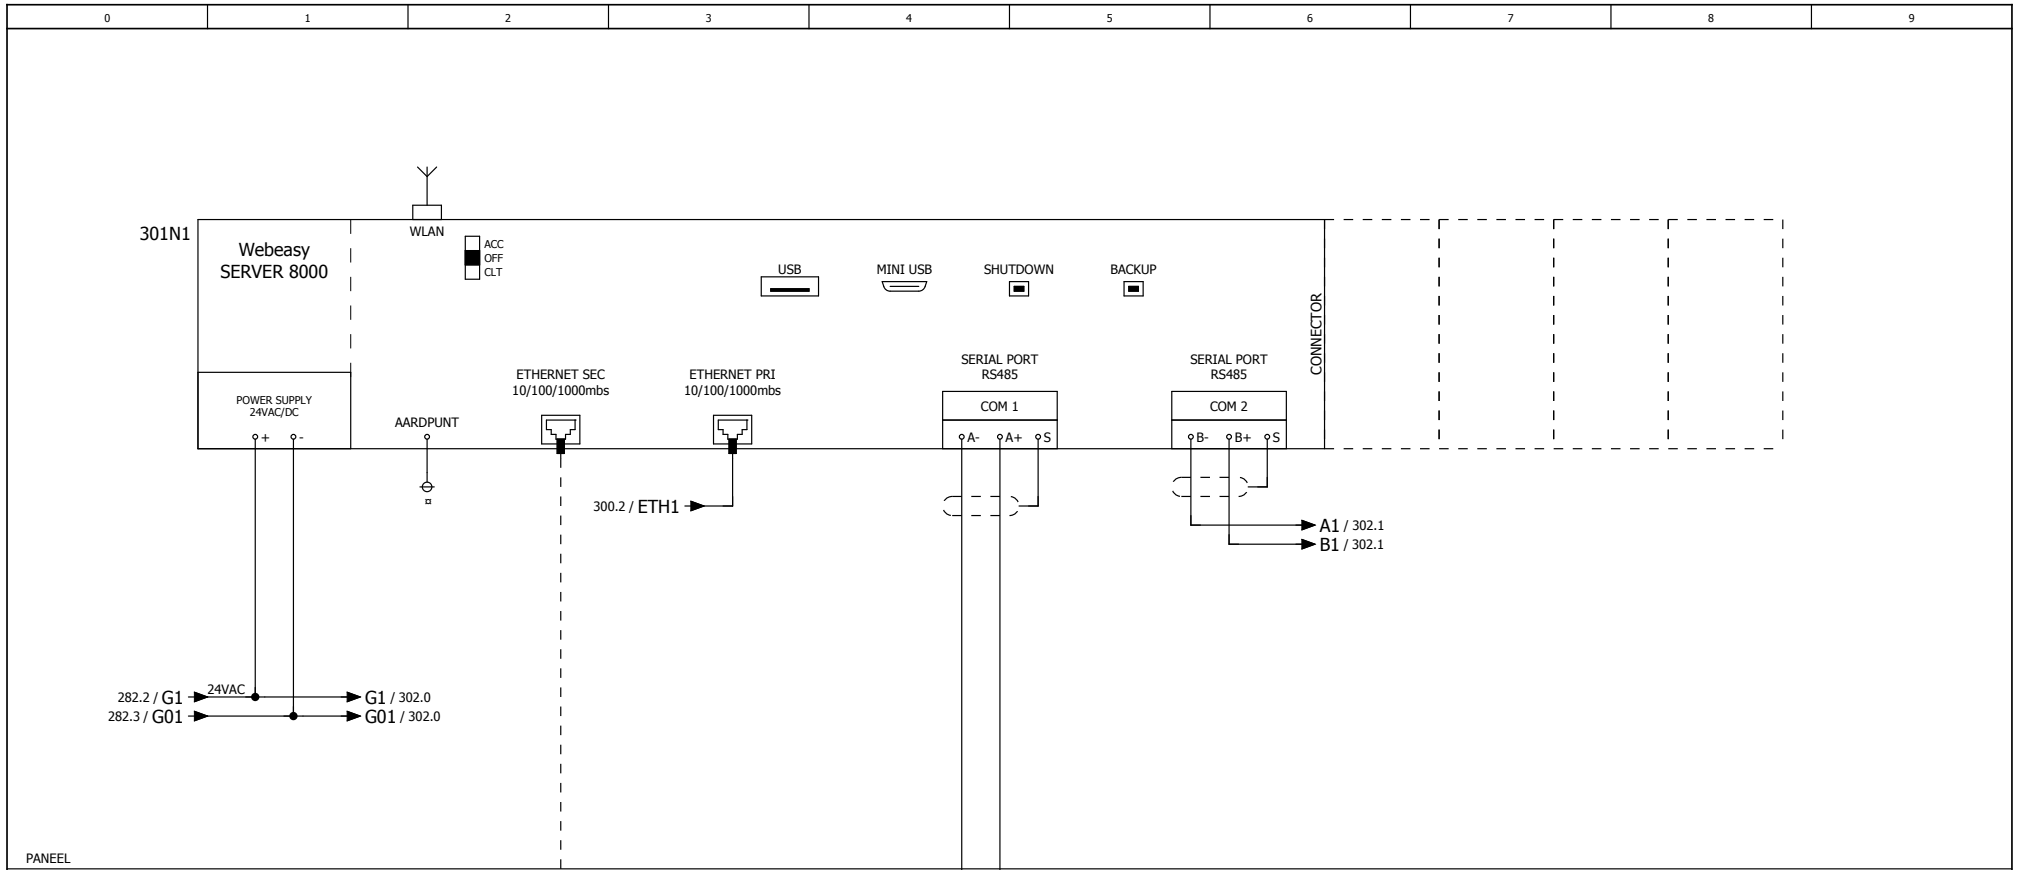 0 1 2 3 4 5 6 7 8 9
301N1
Webeasy
SERVER 8000
WLAN
ACC
OFF
CLT
USB
MINI USB
SHUTDOWN
BACKUP
CONNECTOR
POWER SUPPLY
24VAC/DC
+ -
AARDPUNT
¤
ETHERNET SEC
10/100/1000mbs
ETHERNET PRI
10/100/1000mbs
SERIAL PORT
RS485
COM 1
A- A+ S
SERIAL PORT
RS485
COM 2
B- B+ S
300.2 / ETH1
A1 / 302.1
B1 / 302.1
282.2 / G1 24VAC G1 / 302.0
282.3 / G01 G01 / 302.0
PANEEL